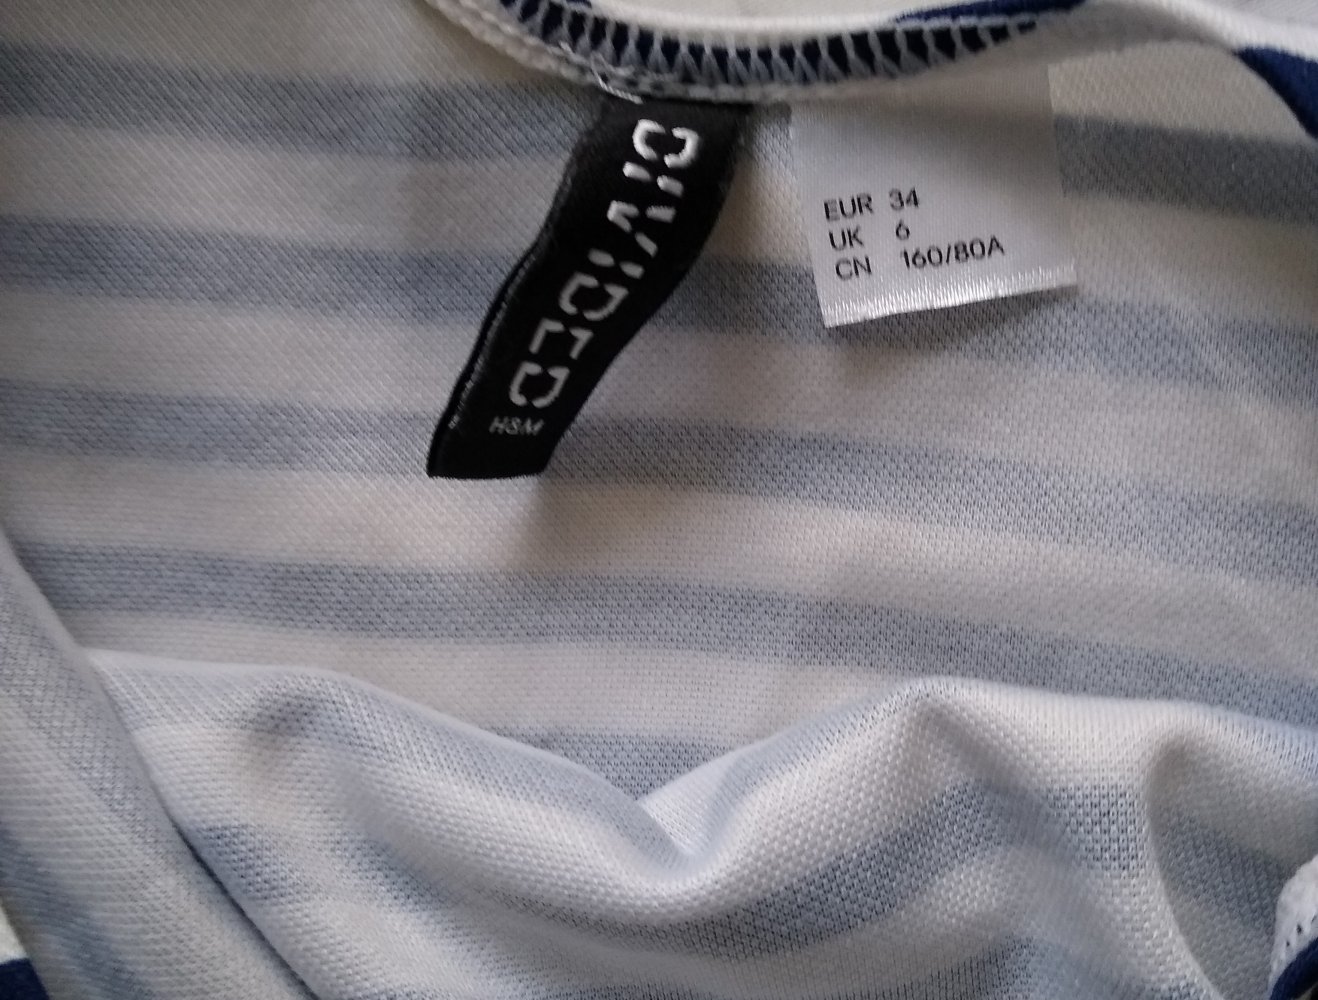 DIVIDED
H&M
EUR 34
UK 6
CN 160/80A